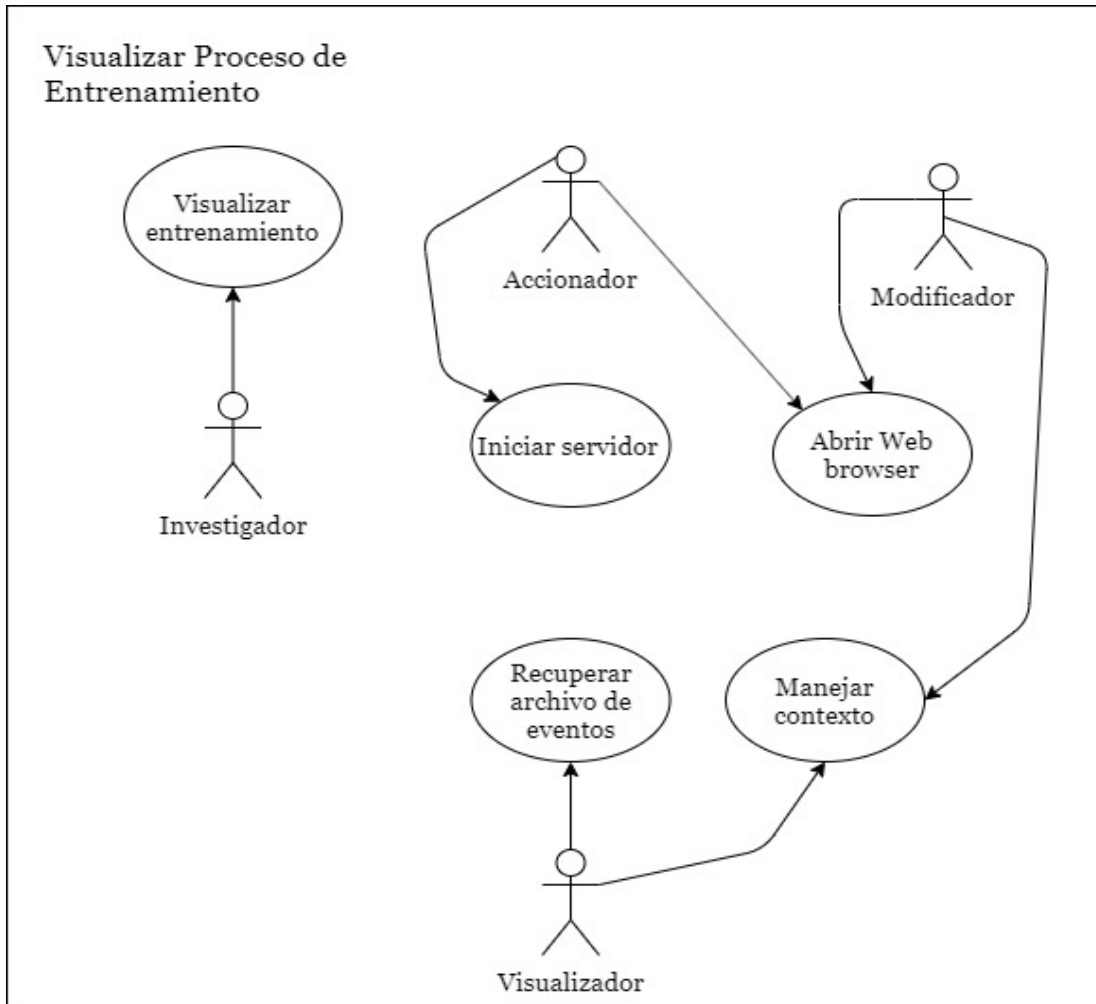 Visualizar Proceso de
Entrenamiento
Visualizar
entrenamiento
Accionador
Modificador
Iniciar servidor
Abrir Web
browser
Investigador
Recuperar
archivo de
eventos
Manejar
contexto
Visualizador